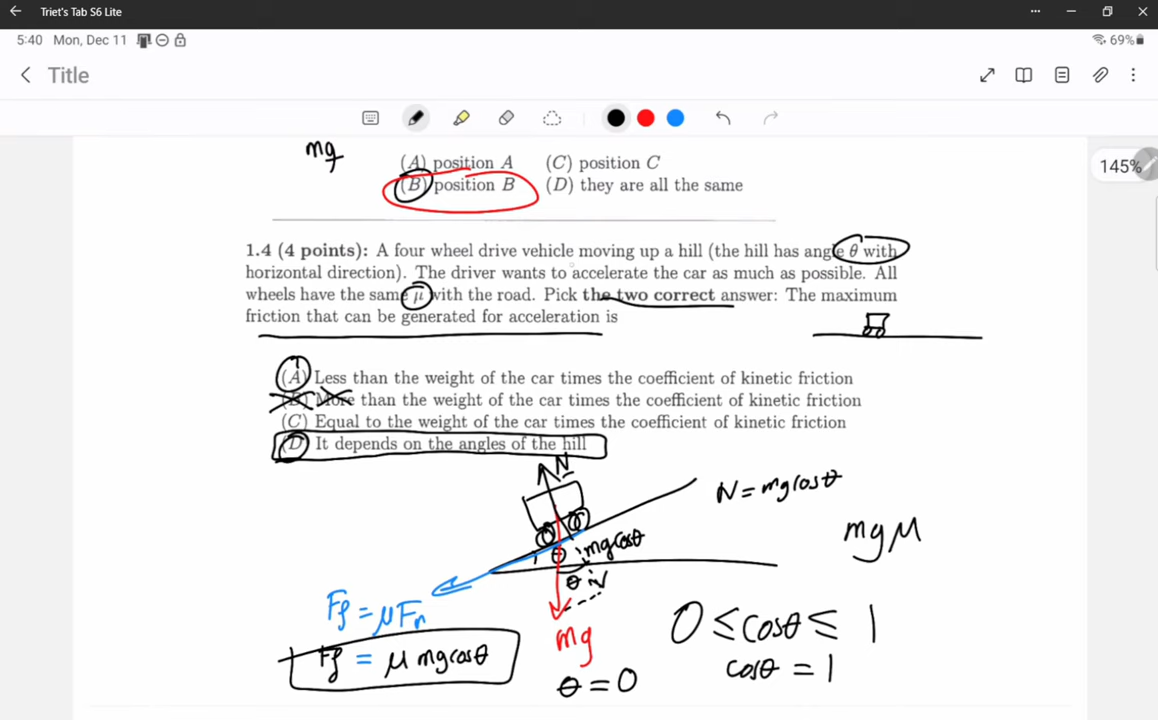 Triet's Tab S6 Lite
5:40 Mon, Dec 11
69%
Title
145%
mg
(A) position A (C) position C
(B) position B (D) they are all the same
1.4 (4 points): A four wheel drive vehicle moving up a hill (the hill has angle θ with
horizontal direction). The driver wants to accelerate the car as much as possible. All
wheels have the same μ with the road. Pick the two correct answer: The maximum
friction that can be generated for acceleration is
(A) Less than the weight of the car times the coefficient of kinetic friction
(B) More than the weight of the car times the coefficient of kinetic friction
(C) Equal to the weight of the car times the coefficient of kinetic friction
(D) It depends on the angles of the hill
N
N = mg cosθ
mgμ
θ
mg cosθ
θ
Ff = μFn
Ff = μ mg cosθ
mg
θ = 0
0 ≤ cosθ ≤ 1
cosθ = 1